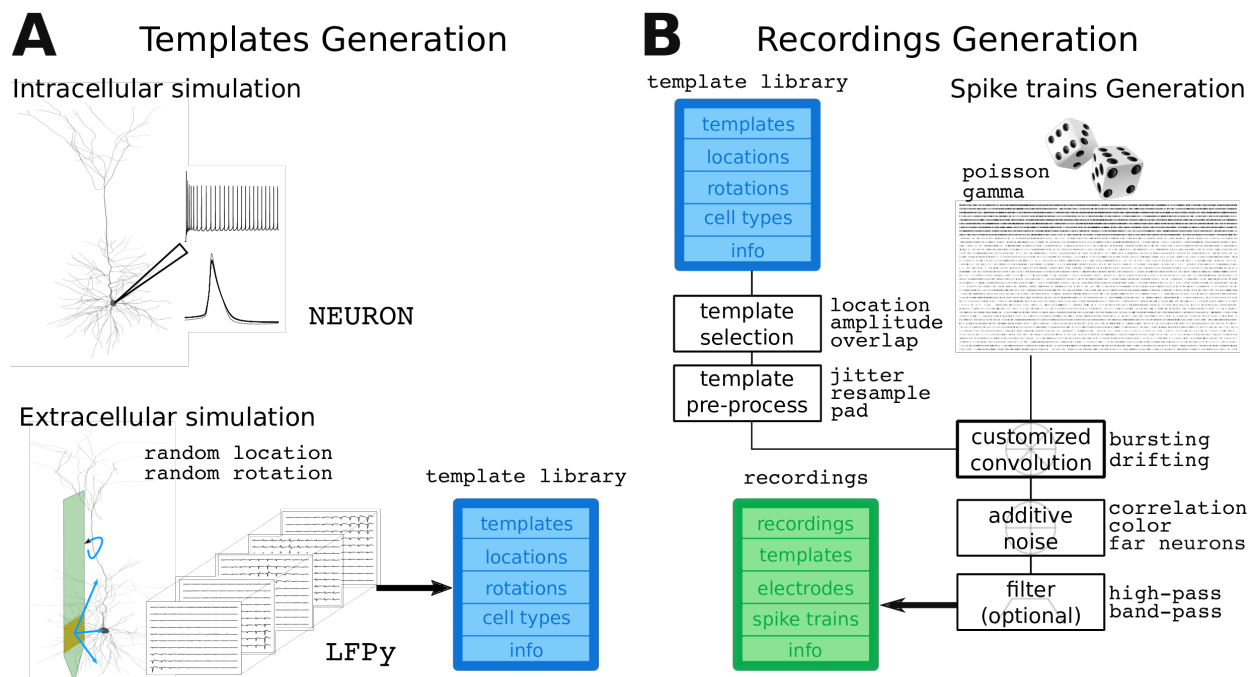 A
Templates Generation
Intracellular simulation
NEURON
Extracellular simulation
random location
random rotation
LFPy
template library
templates
locations
rotations
cell types
info
B
Recordings Generation
template library
templates
locations
rotations
cell types
info
Spike trains Generation
poisson
gamma
template
selection
location
amplitude
overlap
template
pre-process
jitter
resample
pad
customized
convolution
bursting
drifting
additive
noise
correlation
color
far neurons
filter
(optional)
high-pass
band-pass
recordings
recordings
templates
electrodes
spike trains
info